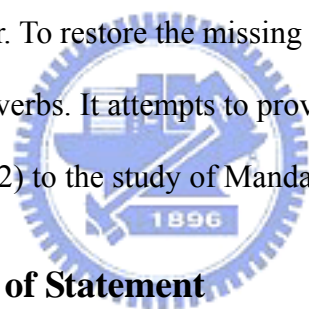 r. To restore the missing
verbs. It attempts to prov
2) to the study of Manda
1896
of Statement